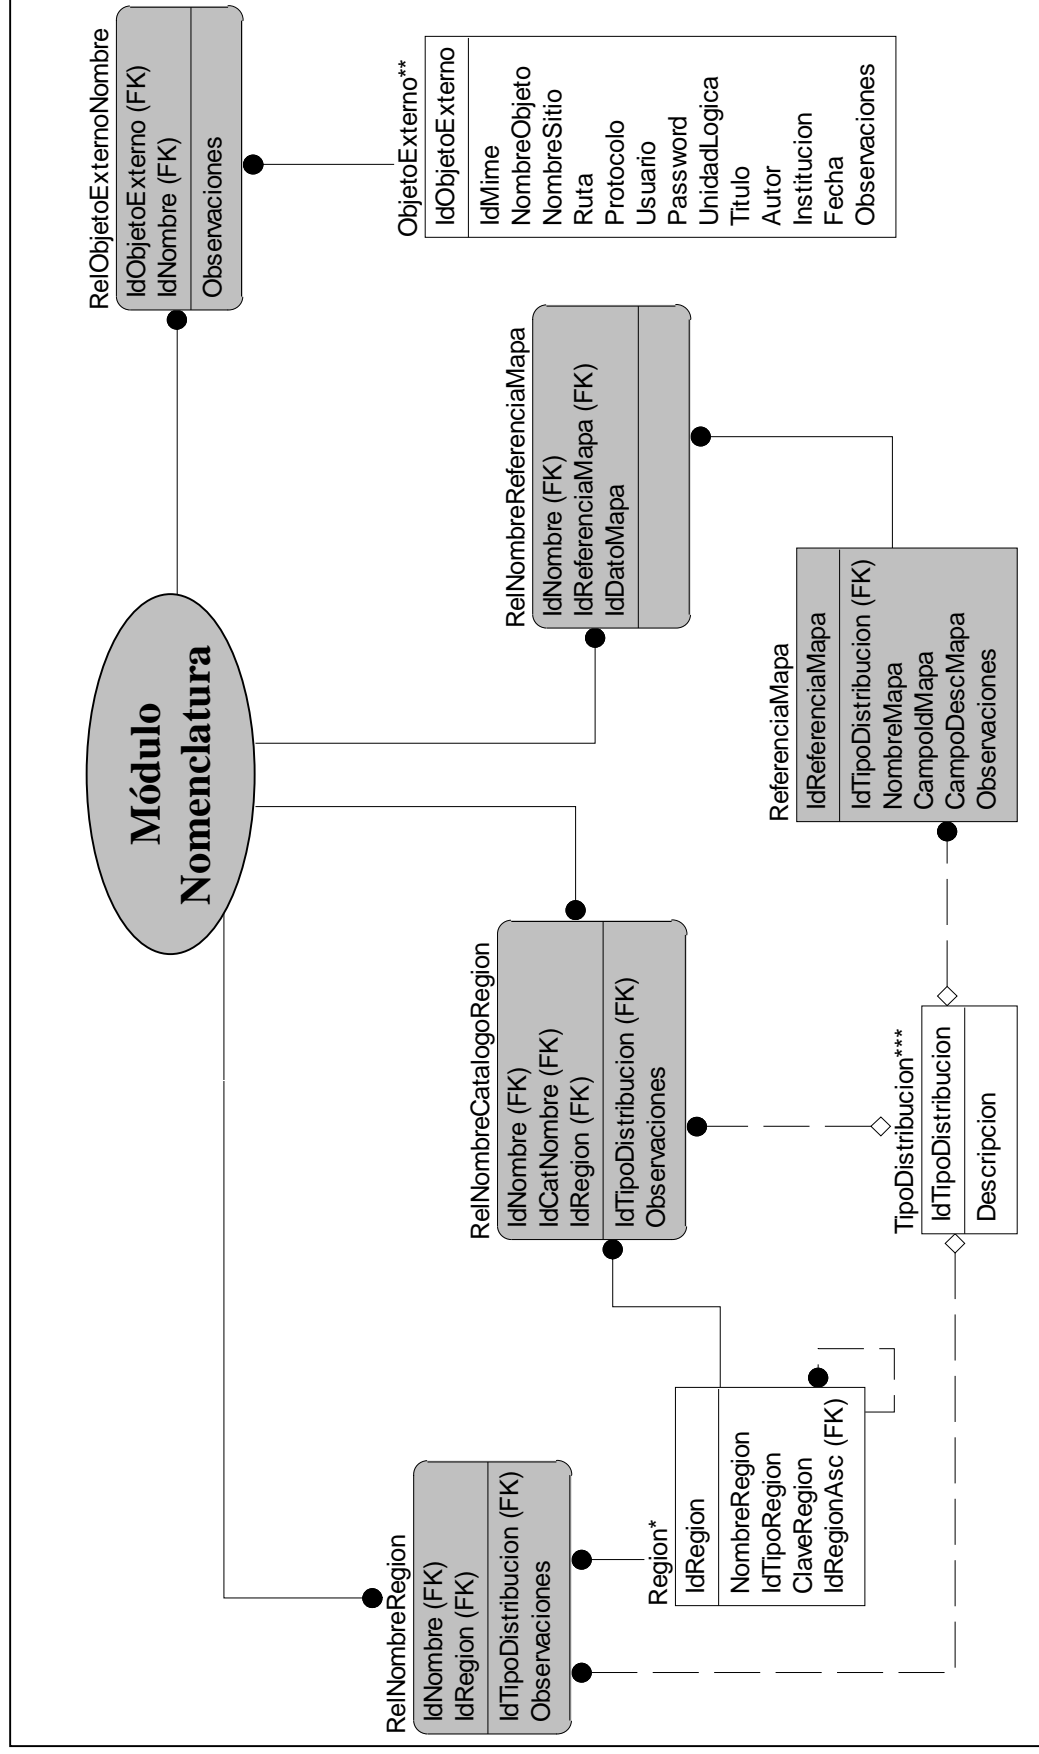 Módulo
Nomenclatura
RelNombreRegion
IdNombre (FK)
IdRegion (FK)
IdTipoDistribucion (FK)
Observaciones
Region*
IdRegion
NombreRegion
IdTipoRegion
ClaveRegion
IdRegionAsc (FK)
RelNombreCatalogoRegion
IdNombre (FK)
IdCatNombre (FK)
IdRegion (FK)
IdTipoDistribucion (FK)
Observaciones
TipoDistribucion***
IdTipoDistribucion
Descripcion
RelNombreReferenciaMapa
IdNombre (FK)
IdReferenciaMapa (FK)
IdDatoMapa
ReferenciaMapa
IdReferenciaMapa
IdTipoDistribucion (FK)
NombreMapa
CampoIdMapa
CampoDescMapa
Observaciones
RelObjetoExternoNombre
IdObjetoExterno (FK)
IdNombre (FK)
Observaciones
ObjetoExterno**
IdObjetoExterno
IdMime
NombreObjeto
NombreSitio
Ruta
Protocolo
Usuario
Password
UnidadLogica
Titulo
Autor
Institucion
Fecha
Observaciones